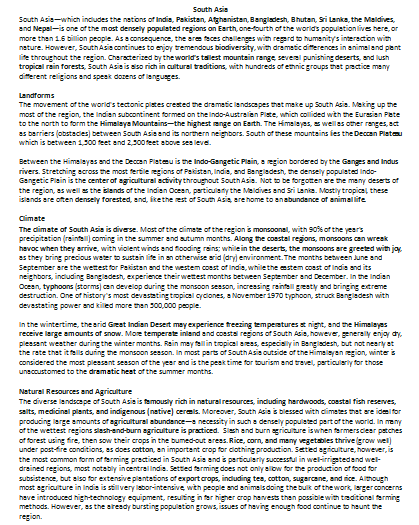 South Asia
South Asia—which includes the nations of India, Pakistan, Afghanistan, Bangladesh, Bhutan, Sri Lanka, the Maldives,
and Nepal—is one of the most densely populated regions on Earth, one-fourth of the world's population lives here, or
more than 1.6 billion people. As a consequence, the area faces challenges with regard to humanity's interaction with
nature. However, South Asia continues to enjoy tremendous biodiversity, with dramatic differences in animal and plant
life throughout the region. Characterized by the world's tallest mountain range, several punishing deserts, and lush
tropical rain forests, South Asia is also rich in cultural traditions, with hundreds of ethnic groups that practice many
different religions and speak dozens of languages.
Landforms
The movement of the world's tectonic plates created the dramatic landscapes that make up South Asia. Making up
most of the region, the Indian subcontinent formed on the Indo-Australian Plate, which collided with the Eurasian Plate
to the north to form the Himalaya Mountains—the highest range on Earth. The Himalayas, as well as other ranges, act
as barriers (obstacles) between South Asia and its northern neighbors. South of these mountains lies the Deccan Plateau
which is between 1,500 feet and 2,500 feet above sea level.
Between the Himalayas and the Deccan Plateau is the Indo-Gangetic Plain, a region bordered by the Ganges and Indus
rivers. Stretching across the most fertile regions of Pakistan, India, and Bangladesh, the densely populated Indo-
Gangetic Plain is the center of agricultural activity throughout South Asia. Not to be forgotten are the many deserts of
the region, as well as the islands of the Indian Ocean, particularly the Maldives and Sri Lanka. Mostly tropical, these
islands are often densely forested, and, like the rest of South Asia, are home to an abundance of animal life.
Climate
The climate of South Asia is diverse. Most of the climate of the region is monsoonal, with 90% of the year's
precipitation (rainfall) coming in the summer and autumn months. Along the coastal regions, monsoons can wreak
havoc when they arrive, with violent winds and flooding rains; while in the deserts, the monsoons are greeted with joy,
as they bring precious water to sustain life in an otherwise arid (dry) environment. The months between June and
September are the wettest for Pakistan and the western coast of India, while the eastern coast of India and its
neighbors, including Bangladesh, experience their wettest months between September and December. In the Indian
Ocean, typhoons (storms) can develop during the monsoon season, increasing rainfall greatly and bringing extreme
destruction. One of history's most devastating tropical cyclones, a November 1970 typhoon, struck Bangladesh with
devastating power and killed more than 500,000 people.
In the wintertime, the arid Great Indian Desert may experience freezing temperatures at night, and the Himalayas
receive large amounts of snow. More temperate inland and coastal regions of South Asia, however, generally enjoy dry,
pleasant weather during the winter months. Rain may fall in tropical areas, especially in Bangladesh, but not nearly at
the rate that it falls during the monsoon season. In most parts of South Asia outside of the Himalayan region, winter is
considered the most pleasant season of the year and is the peak time for tourism and travel, particularly for those
unaccustomed to the dramatic heat of the summer months.
Natural Resources and Agriculture
The diverse landscape of South Asia is famously rich in natural resources, including hardwoods, coastal fish reserves,
salts, medicinal plants, and indigenous (native) cereals. Moreover, South Asia is blessed with climates that are ideal for
producing large amounts of agricultural abundance—a necessity in such a densely populated part of the world. In many
of the wettest regions slash-and-burn agriculture is practiced. Slash and burn agriculture is when farmers clear patches
of forest using fire, then sow their crops in the burned-out areas. Rice, corn, and many vegetables thrive (grow well)
under post-fire conditions, as does cotton, an important crop for clothing production. Settled agriculture, however, is
the most common form of farming practiced in South Asia and is particularly successful in well-irrigated and well-
drained regions, most notably in central India. Settled farming does not only allow for the production of food for
subsistence, but also for extensive plantations of export crops, including tea, cotton, sugarcane, and rice. Although
most agriculture in India is still very labor-intensive, with people and animals doing the bulk of the work, larger concerns
have introduced high-technology equipment, resulting in far higher crop harvests than possible with traditional farming
methods. However, as the already bursting population grows, issues of having enough food continue to haunt the
region.